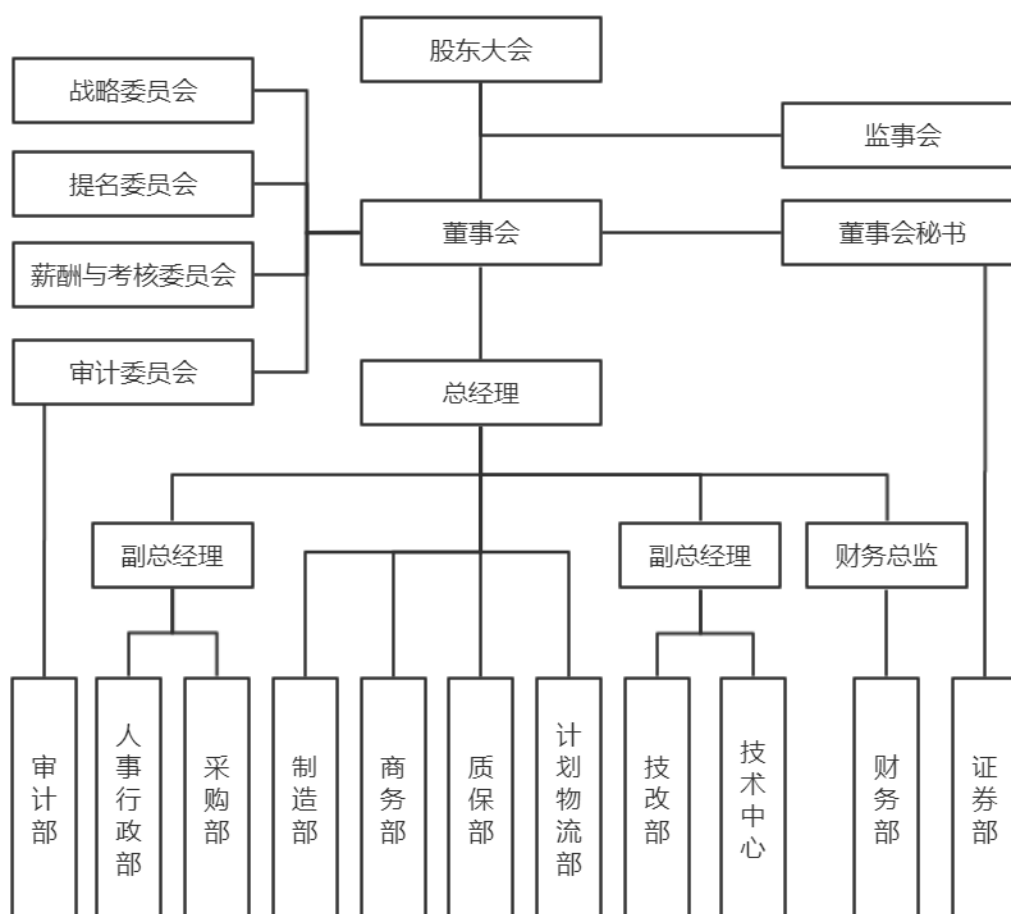 股东大会
战略委员会
监事会
提名委员会
董事会
董事会秘书
薪酬与考核委员会
审计委员会
总经理
副总经理
副总经理
财务总监
审计部
人事行政部
采购部
制造部
商务部
质保部
计划物流部
技改部
技术中心
财务部
证券部